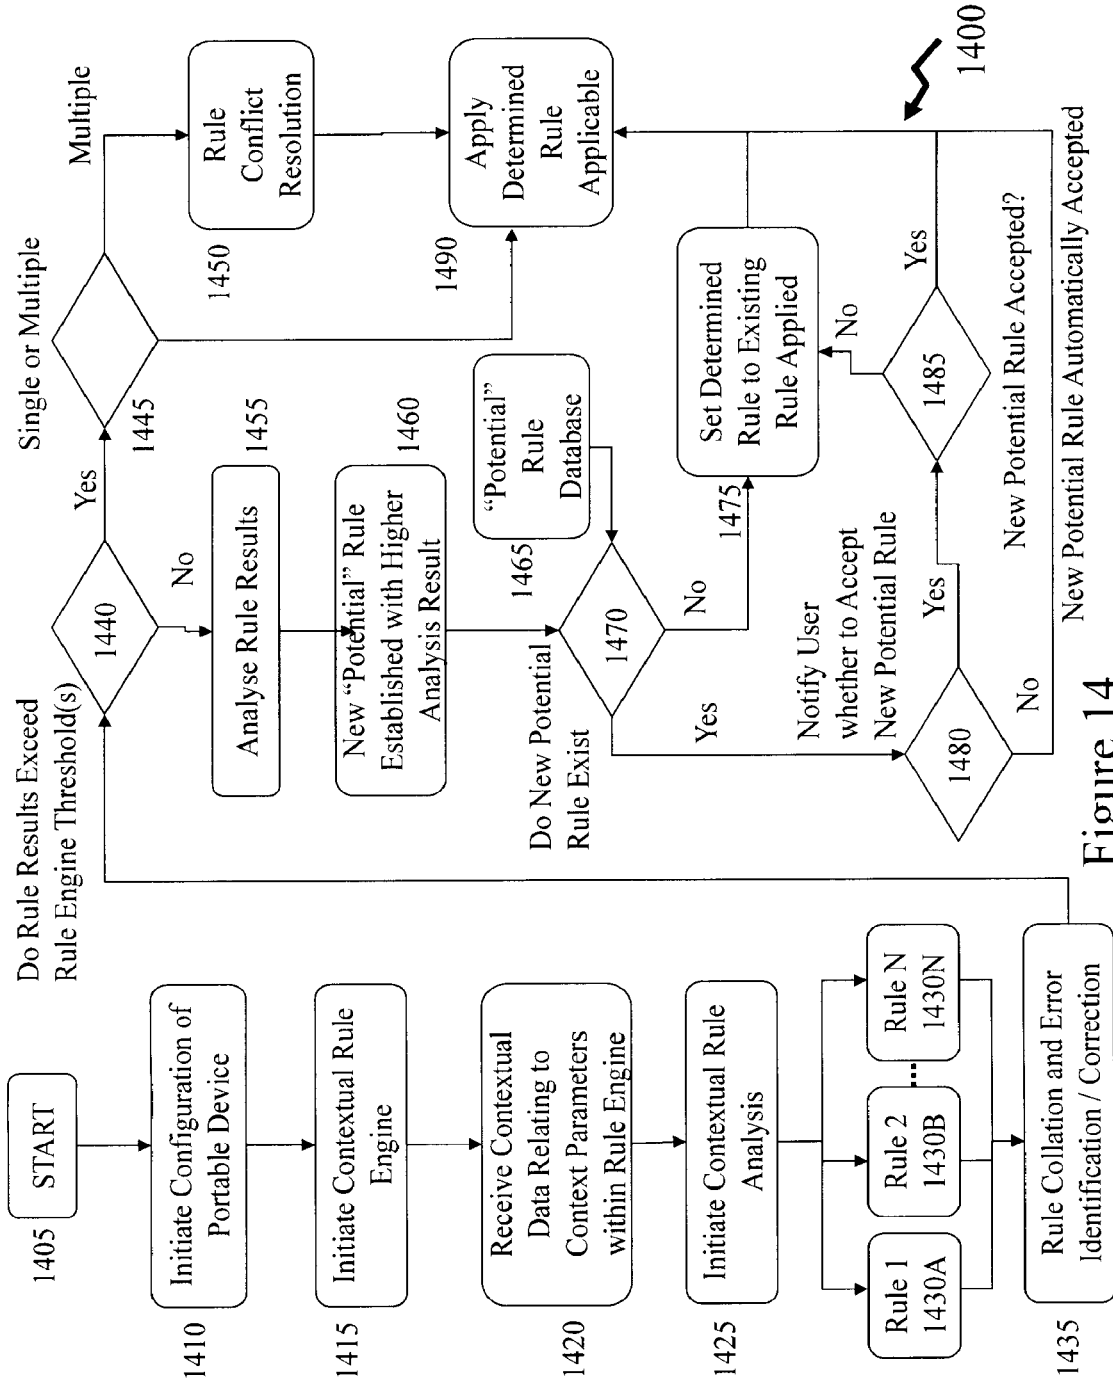 START
1405
Initiate Configuration of
Portable Device
1410
Initiate Contextual Rule
Engine
1415
Receive Contextual
Data Relating to
Context Parameters
within Rule Engine
1420
Initiate Contextual Rule
Analysis
1425
Rule 1
1430A
Rule 2
1430B
Rule N
1430N
Rule Collation and Error
Identification / Correction
1435
Do Rule Results Exceed
Rule Engine Threshold(s)
1440
Yes
No
Single or Multiple
1445
Multiple
Rule
Conflict
Resolution
1450
Analyse Rule Results
1455
New “Potential” Rule
Established with Higher
Analysis Result
1460
“Potential”
Rule
Database
1465
Do New Potential
Rule Exist
1470
No
Yes
Set Determined
Rule to Existing
Rule Applied
1475
Notify User
whether to Accept
New Potential Rule
1480
Yes
No
1485
No
Yes
New Potential Rule Accepted?
New Potential Rule Automatically Accepted
Apply
Determined
Rule
Applicable
1490
1400
Figure 14